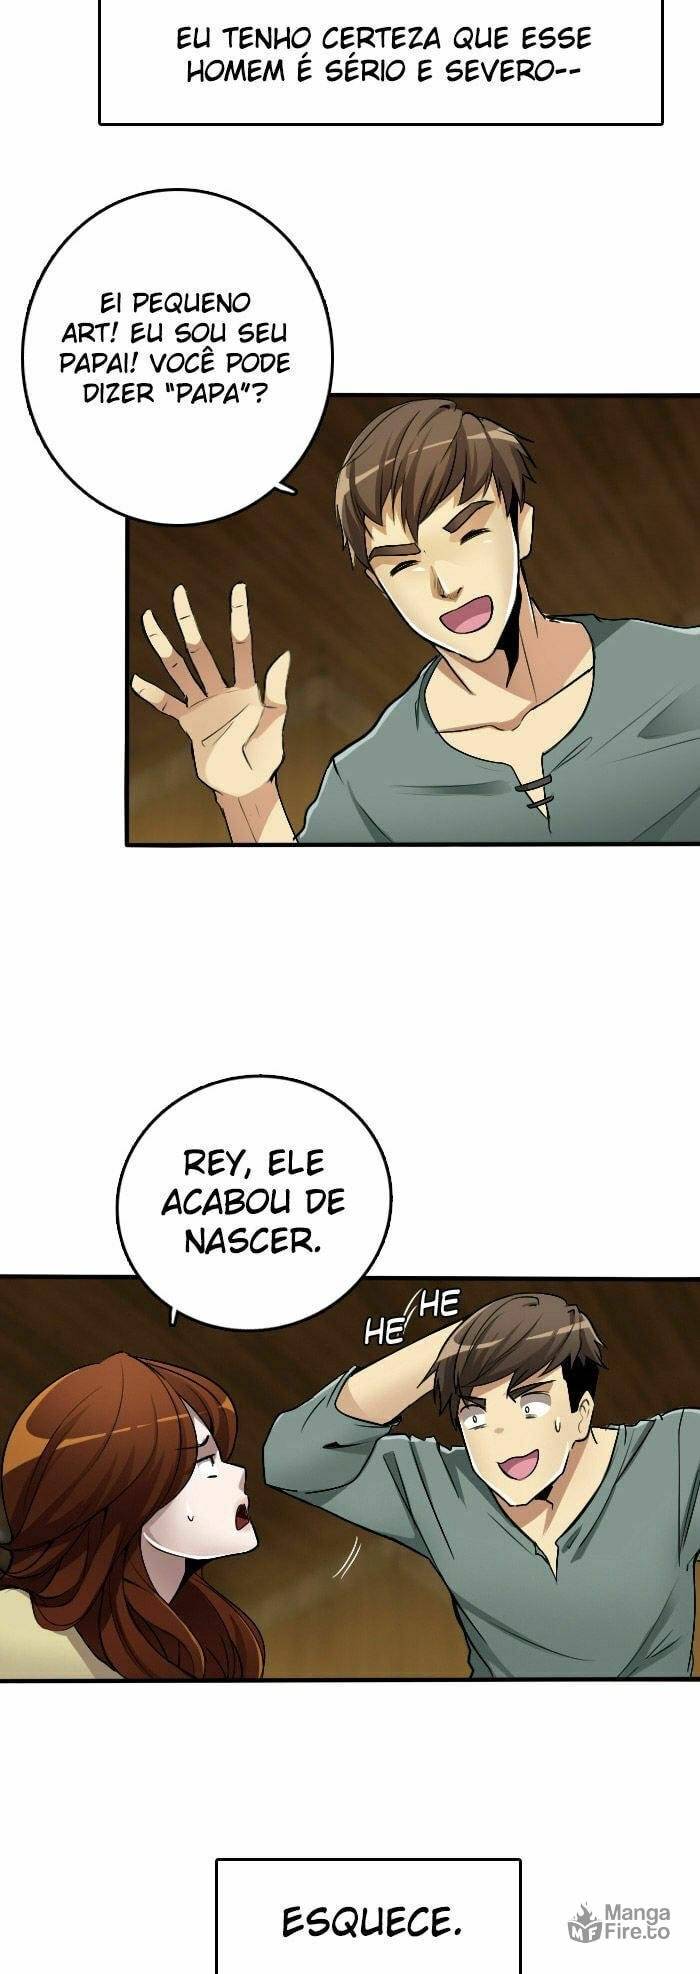 EU TENHO CERTEZA QUE ESSE
HOMEM É SÉRIO E SEVERO--
EI PEQUENO
ART! EU SOU SEU
PAPAI! VOCÊ PODE
DIZER "PAPA"?
REY, ELE
ACABOU DE
NASCER.
HE HE
ESQUECE.
Manga
Fire.to